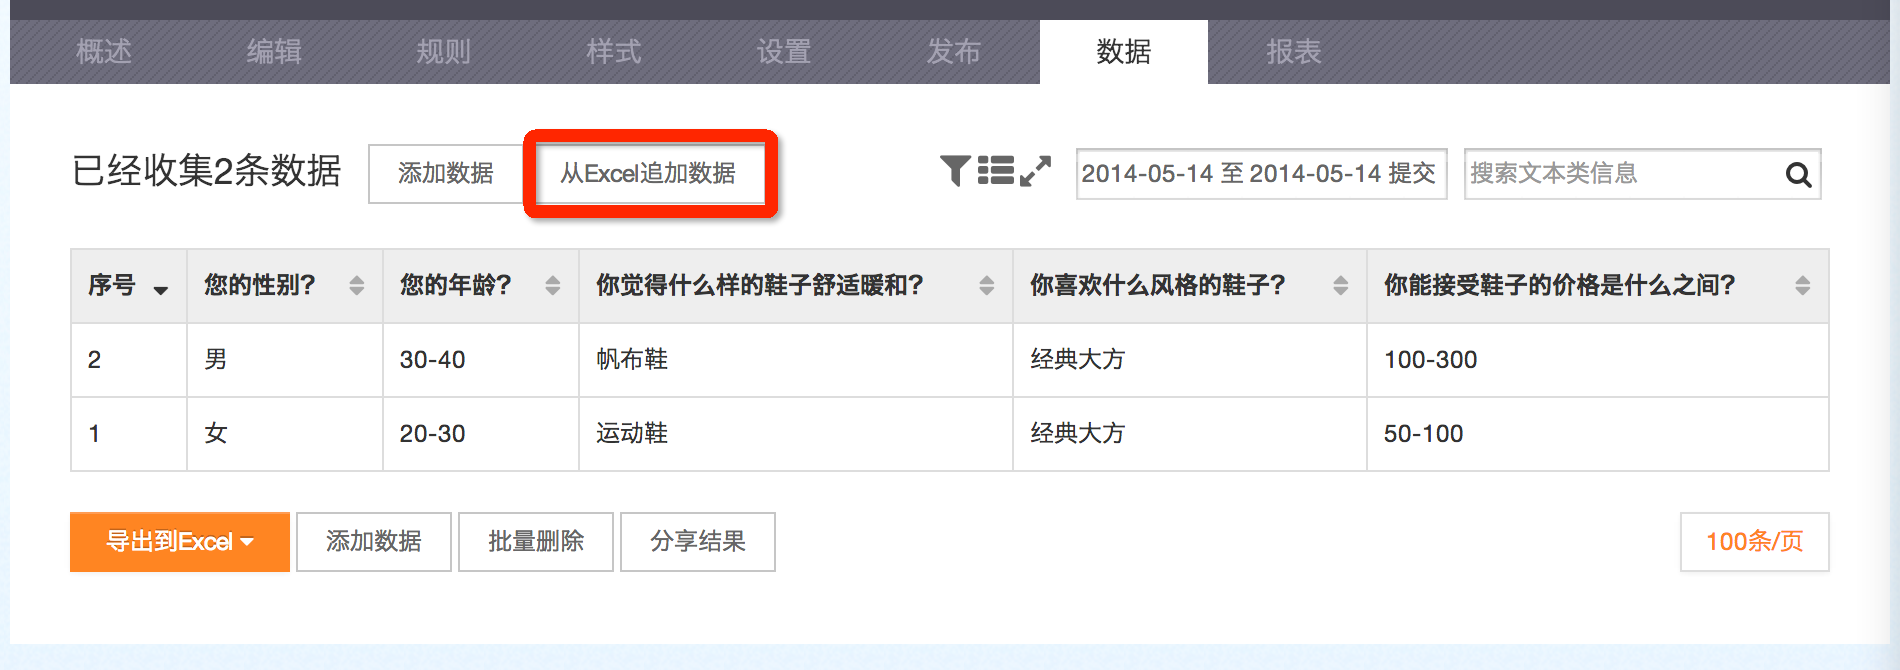 概述 编辑 规则 样式 设置 发布 数据 报表
已经收集2条数据 添加数据 从Excel追加数据 2014-05-14 至 2014-05-14 提交 搜索文本类信息
序号 您的性别? 您的年龄? 你觉得什么样的鞋子舒适暖和? 你喜欢什么风格的鞋子? 你能接受鞋子的价格是什么之间?
2 男 30-40 帆布鞋 经典大方 100-300
1 女 20-30 运动鞋 经典大方 50-100
导出到Excel 添加数据 批量删除 分享结果 100条/页